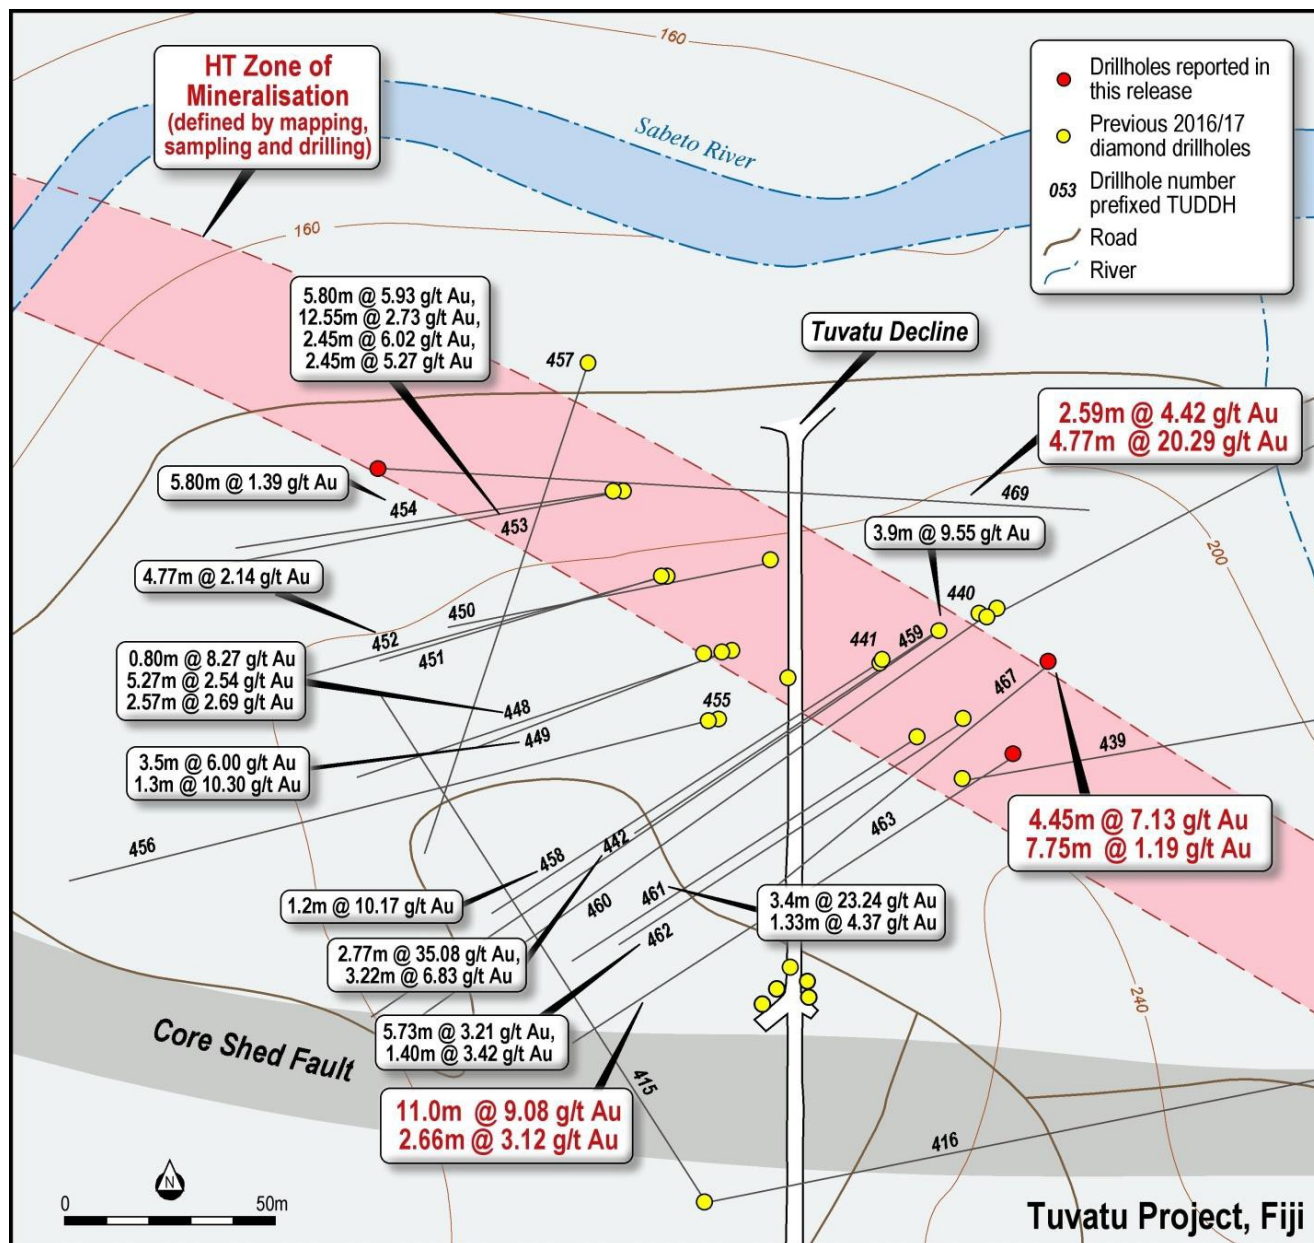 160
HT Zone of
Mineralisation
(defined by mapping,
sampling and drilling)
Sabeto River
Drillholes reported in
this release
Previous 2016/17
diamond drillholes
053 Drillhole number
prefixed TUDDH
Road
River
160
5.80m @ 5.93 g/t Au,
12.55m @ 2.73 g/t Au,
2.45m @ 6.02 g/t Au,
2.45m @ 5.27 g/t Au
457
Tuvatu Decline
2.59m @ 4.42 g/t Au
4.77m @ 20.29 g/t Au
5.80m @ 1.39 g/t Au
454
453
469
3.9m @ 9.55 g/t Au
200
4.77m @ 2.14 g/t Au
450
452
451
440
441
459
467
0.80m @ 8.27 g/t Au
5.27m @ 2.54 g/t Au
2.57m @ 2.69 g/t Au
448
449
455
439
3.5m @ 6.00 g/t Au
1.3m @ 10.30 g/t Au
4.45m @ 7.13 g/t Au
7.75m @ 1.19 g/t Au
456
458
442
463
1.2m @ 10.17 g/t Au
460
461
462
3.4m @ 23.24 g/t Au
1.33m @ 4.37 g/t Au
2.77m @ 35.08 g/t Au,
3.22m @ 6.83 g/t Au
240
Core Shed Fault
5.73m @ 3.21 g/t Au,
1.40m @ 3.42 g/t Au
415
11.0m @ 9.08 g/t Au
2.66m @ 3.12 g/t Au
416
N
0 50m
Tuvatu Project, Fiji